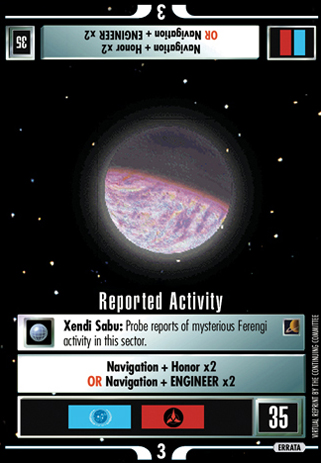 3
35
Navigation + Honor x2
OR Navigation + ENGINEER x2
Reported Activity
Xendi Sabu: Probe reports of mysterious Ferengi
activity in this sector.
Navigation + Honor x2
OR Navigation + ENGINEER x2
35
3
ERRATA
VIRTUAL REPRINT BY THE CONTINUING COMMITTEE